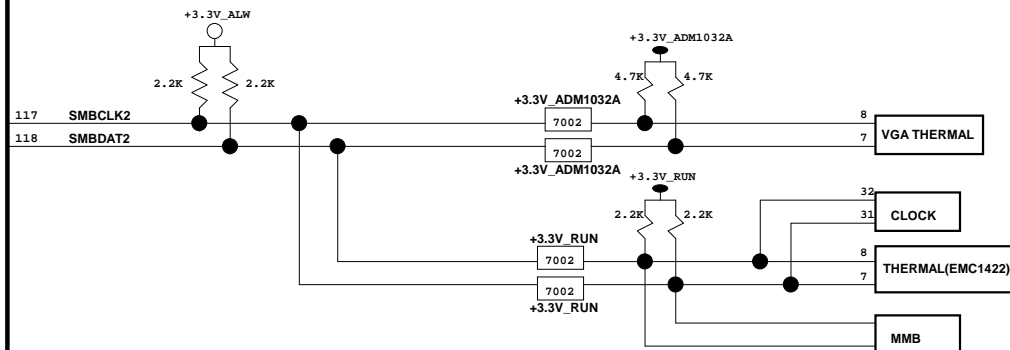 +3.3V_ALW
2.2K
2.2K
+3.3V_ADM1032A
4.7K
4.7K
117 SMBCLK2
+3.3V_ADM1032A
7002
8
118 SMBDAT2
7002
7
VGA THERMAL
+3.3V_ADM1032A
+3.3V_RUN
2.2K
2.2K
32
31
CLOCK
+3.3V_RUN
7002
8
7002
7
THERMAL(EMC1422)
+3.3V_RUN
MMB